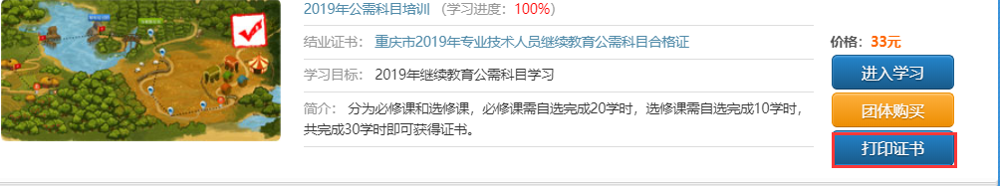 2019年公需科目培训 （学习进度：100%）
结业证书： 重庆市2019年专业技术人员继续教育公需科目合格证
学习目标： 2019年继续教育公需科目学习
简介： 分为必修课和选修课，必修课需自选完成20学时，选修课需自选完成10学时，
共完成30学时即可获得证书。
价格：33元
进入学习
团体购买
打印证书